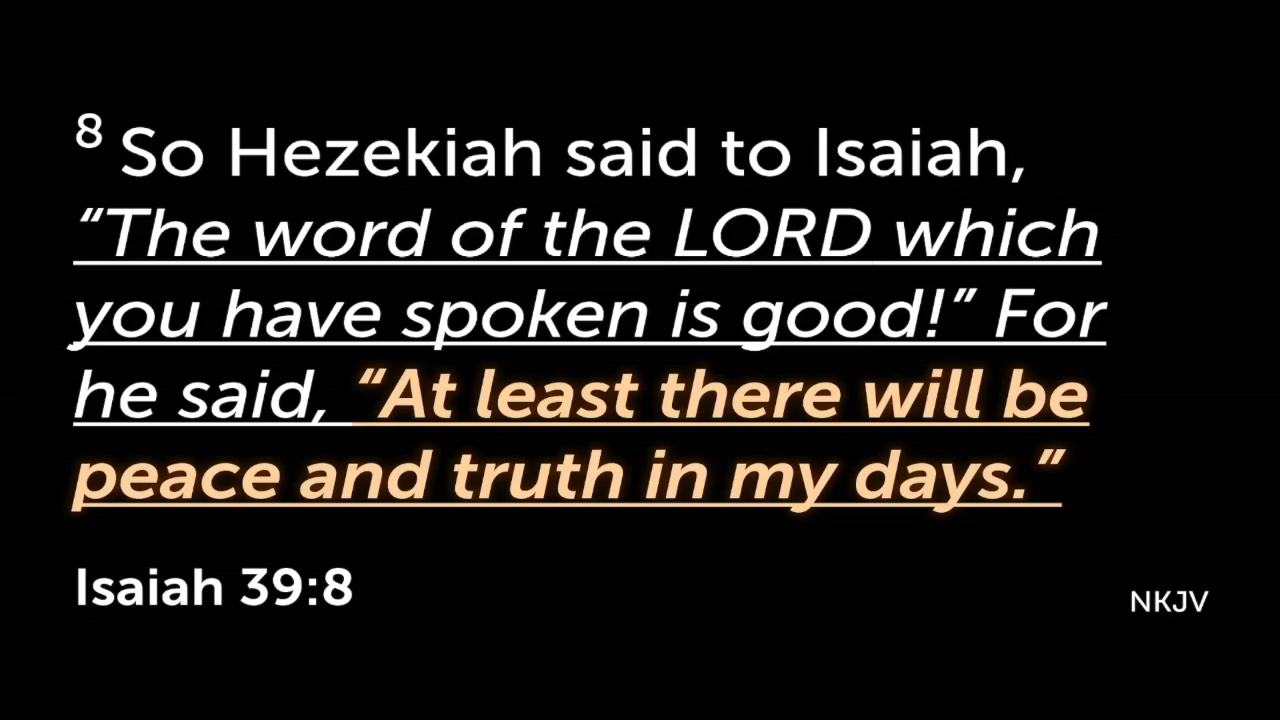 8 So Hezekiah said to Isaiah,
“The word of the LORD which
you have spoken is good!” For
he said, “At least there will be
peace and truth in my days.”
Isaiah 39:8
NKJV